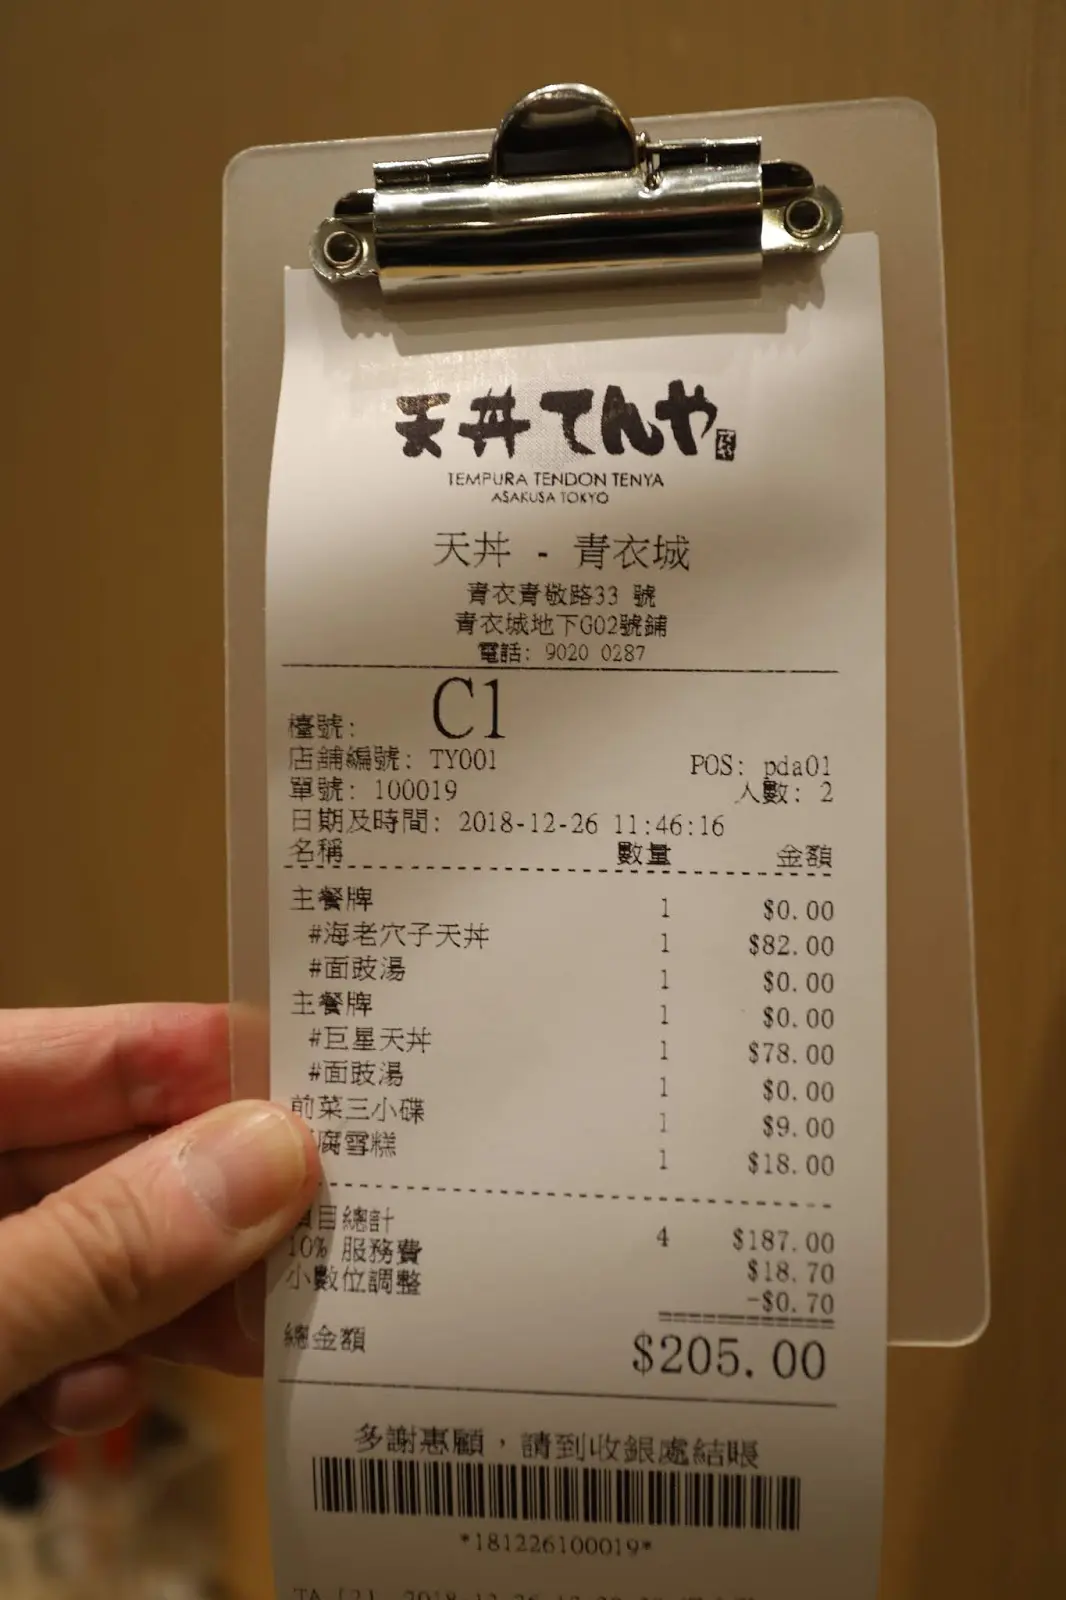 天丼てんや
TEMPURA TENDON TENYA
ASAKUSA TOKYO
天丼 - 青衣城
青衣青敬路33 號
青衣城地下G02號鋪
電話: 9020 0287
檯號: C1
店舖編號: TY001 POS: pda01
單號: 100019 人數: 2
日期及時間: 2018-12-26 11:46:16
名稱 數量 金額
主餐牌 1 $0.00
#海老穴子天丼 1 $82.00
#面豉湯 1 $0.00
主餐牌 1 $0.00
#巨星天丼 1 $78.00
#面豉湯 1 $0.00
前菜三小碟 1 $9.00
腐雪糕 1 $18.00
目總計 4 $187.00
10% 服務費 $18.70
小數位調整 -$0.70
總金額 $205.00
多謝惠顧，請到收銀處結賬
*181226100019*